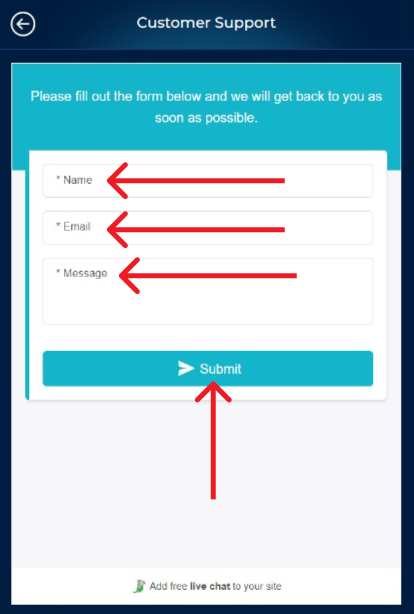 Customer Support
Please fill out the form below and we will get back to you as
soon as possible.
* Name
* Email
* Message
Submit
Add free live chat to your site